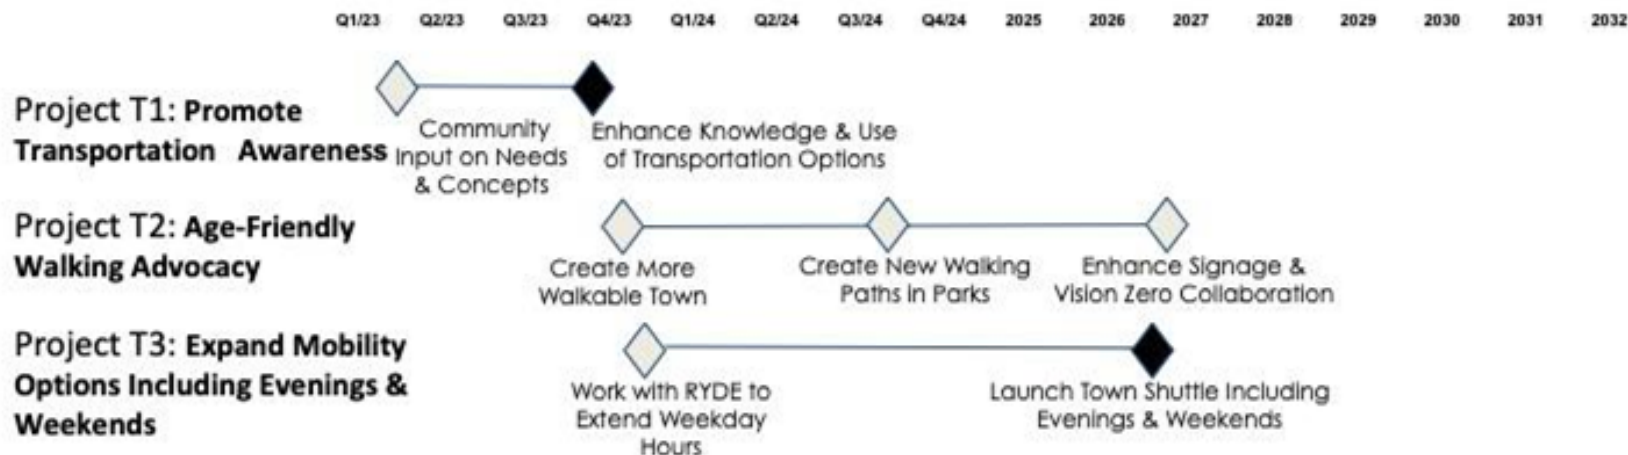 Q1/23 Q2/23 Q3/23 Q4/23 Q1/24 Q2/24 Q3/24 Q4/24 2025 2026 2027 2028 2029 2030 2031 2032
Project T1: Promote
Transportation Awareness
Community
Input on Needs
& Concepts
Enhance Knowledge & Use
of Transportation Options
Project T2: Age-Friendly
Walking Advocacy
Create More
Walkable Town
Create New Walking
Paths in Parks
Enhance Signage &
Vision Zero Collaboration
Project T3: Expand Mobility
Options Including Evenings &
Weekends
Work with RYDE to
Extend Weekday
Hours
Launch Town Shuttle Including
Evenings & Weekends